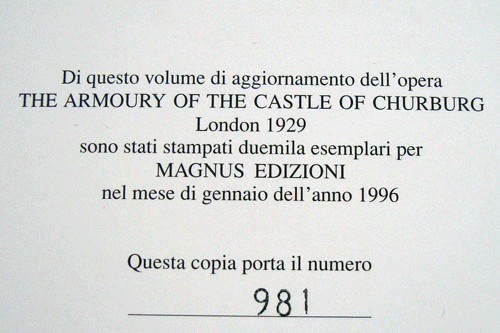 Di questo volume di aggiornamento dell'opera
THE ARMOURY OF THE CASTLE OF CHURBURG
London 1929
sono stati stampati duemila esemplari per
MAGNUS EDIZIONI
nel mese di gennaio dell'anno 1996
Questa copia porta il numero
981